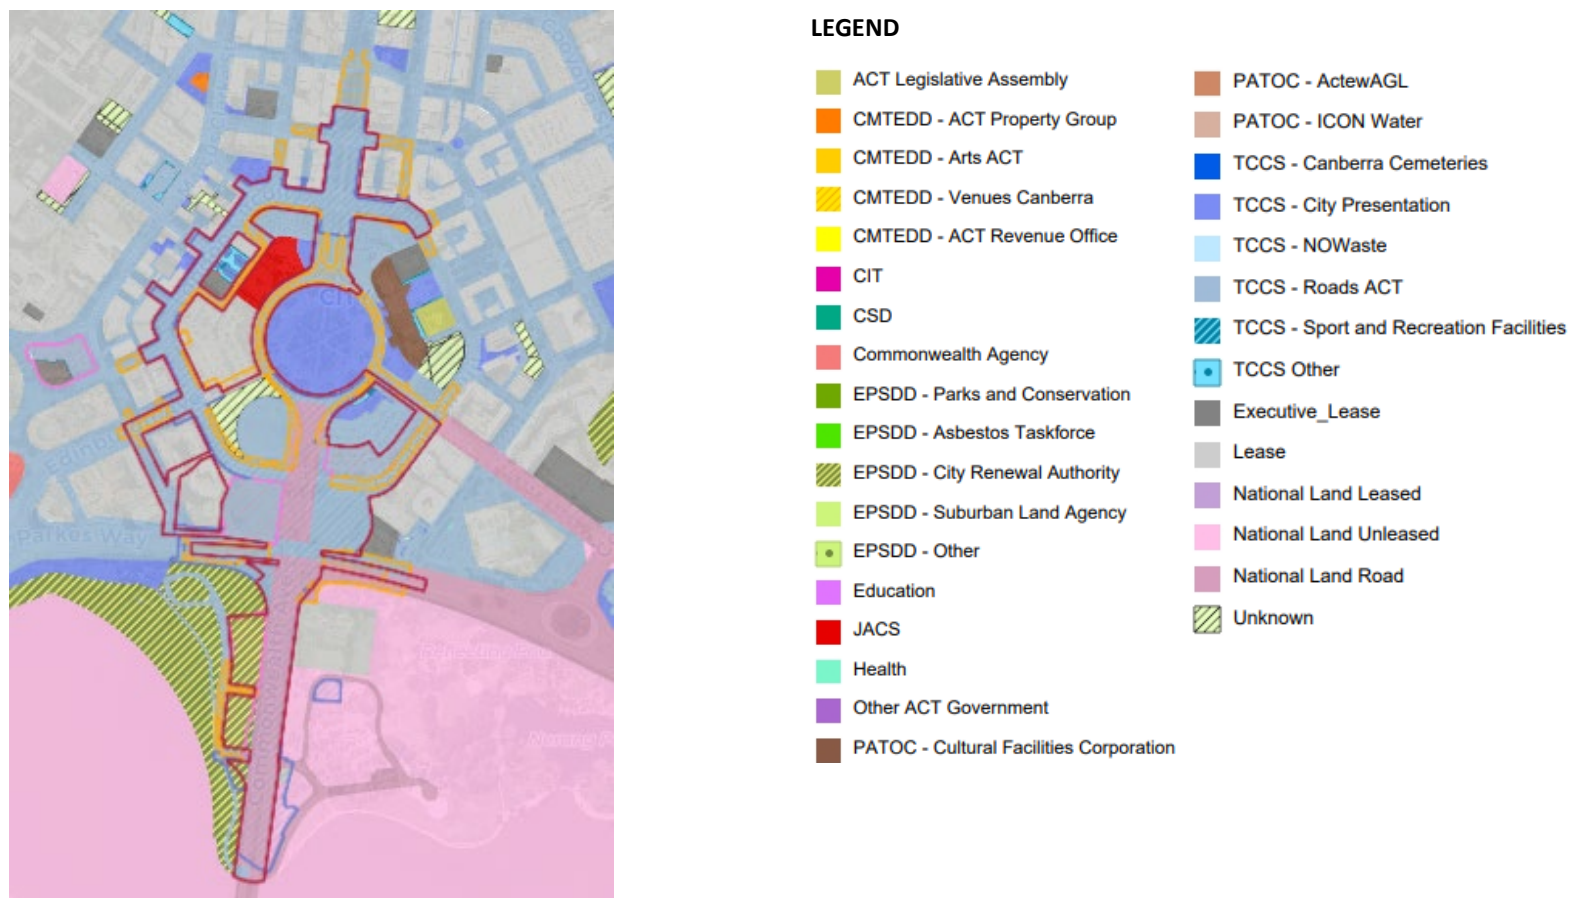 LEGEND
ACT Legislative Assembly
CMTEDD - ACT Property Group
CMTEDD - Arts ACT
CMTEDD - Venues Canberra
CMTEDD - ACT Revenue Office
CIT
CSD
Commonwealth Agency
EPSDD - Parks and Conservation
EPSDD - Asbestos Taskforce
EPSDD - City Renewal Authority
EPSDD - Suburban Land Agency
EPSDD - Other
Education
JACS
Health
Other ACT Government
PATOC - Cultural Facilities Corporation
PATOC - ActewAGL
PATOC - ICON Water
TCCS - Canberra Cemeteries
TCCS - City Presentation
TCCS - NOWaste
TCCS - Roads ACT
TCCS - Sport and Recreation Facilities
TCCS Other
Executive_Lease
Lease
National Land Leased
National Land Unleased
National Land Road
Unknown
Parkes Way